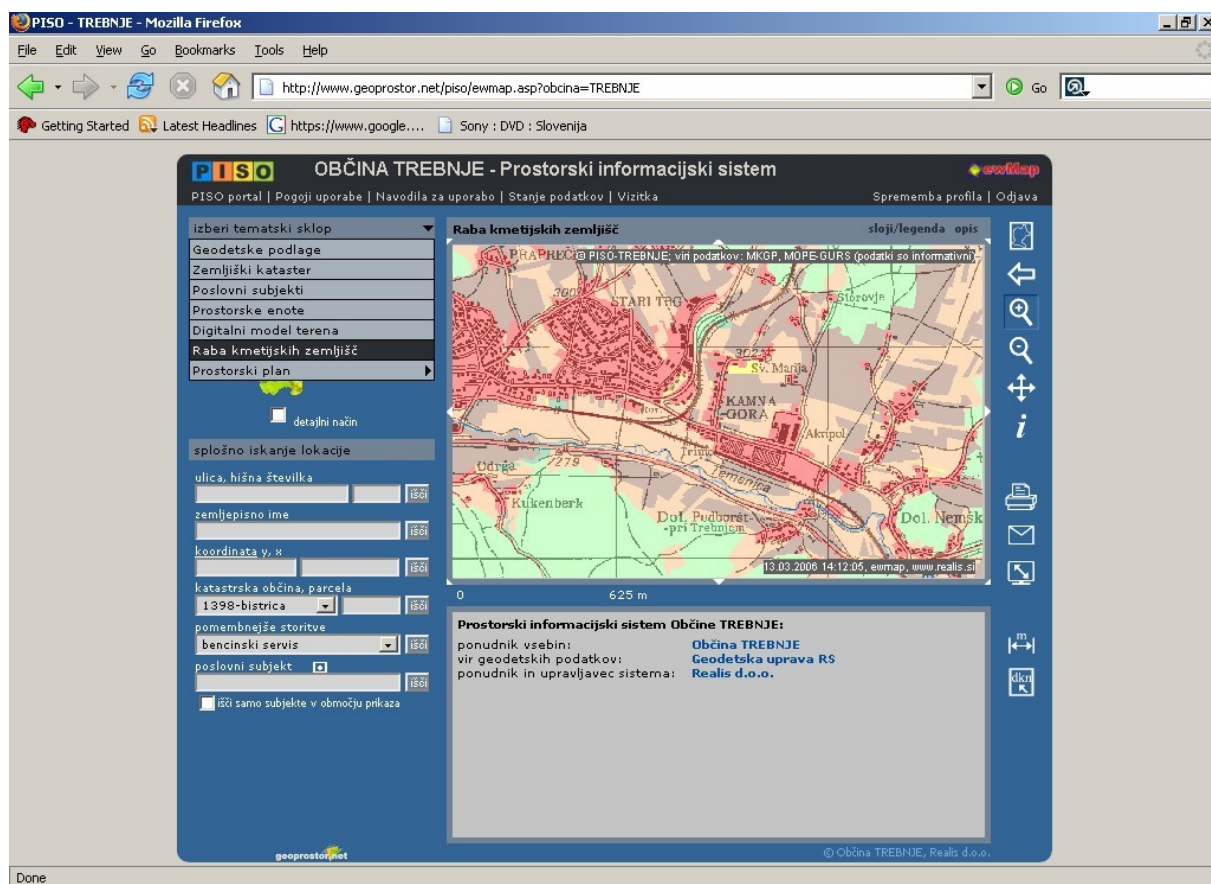 PISO - TREBNJE - Mozilla Firefox
File Edit View Go Bookmarks Tools Help
http://www.geoprostor.net/piso/ewmap.asp?obcina=TREBNJE
Go
Getting Started Latest Headlines https://www.google.... Sony : DVD : Slovenija
PISO OBČINA TREBNJE - Prostorski informacijski sistem ewMap
PISO portal | Pogoji uporabe | Navodila za uporabo | Stanje podatkov | Vizitka Sprememba profila | Odjava
izberi tematski sklop
Geodetske podlage
Zemljiški kataster
Poslovni subjekti
Prostorske enote
Digitalni model terena
Raba kmetijskih zemljišč
Prostorski plan
detajlni način
splošno iskanje lokacije
ulica, hišna številka
išči
zemljepisno ime
išči
koordinata y, x
išči
katastrska občina, parcela
1398-bistrica išči
pomembnejše storitve
bencinski servis išči
poslovni subjekt
išči
išči samo subjekte v območju prikaza
geoprostor.net
Raba kmetijskih zemljišč sloji/legenda opis
© PISO-TREBNJE; viri podatkov: MKGP, MOPE-GURS (podatki so informativni)
STARI TRG
Storovje
360
302
Sv. Marija
KAMNA
GORA
Akripol
Trimo
Odrga
279
Temenica
Kukenberk
Dol. Podboršt
-pri Trebnjem
Dol. Nemšk
13.03.2006 14:12:05, ewmap, www.realis.si
0 625 m
Prostorski informacijski sistem Občine TREBNJE:
ponudnik vsebin: Občina TREBNJE
vir geodetskih podatkov: Geodetska uprava RS
ponudnik in upravljavec sistema: Realis d.o.o.
i
m
dkn
© Občina TREBNJE, Realis d.o.o.
Done